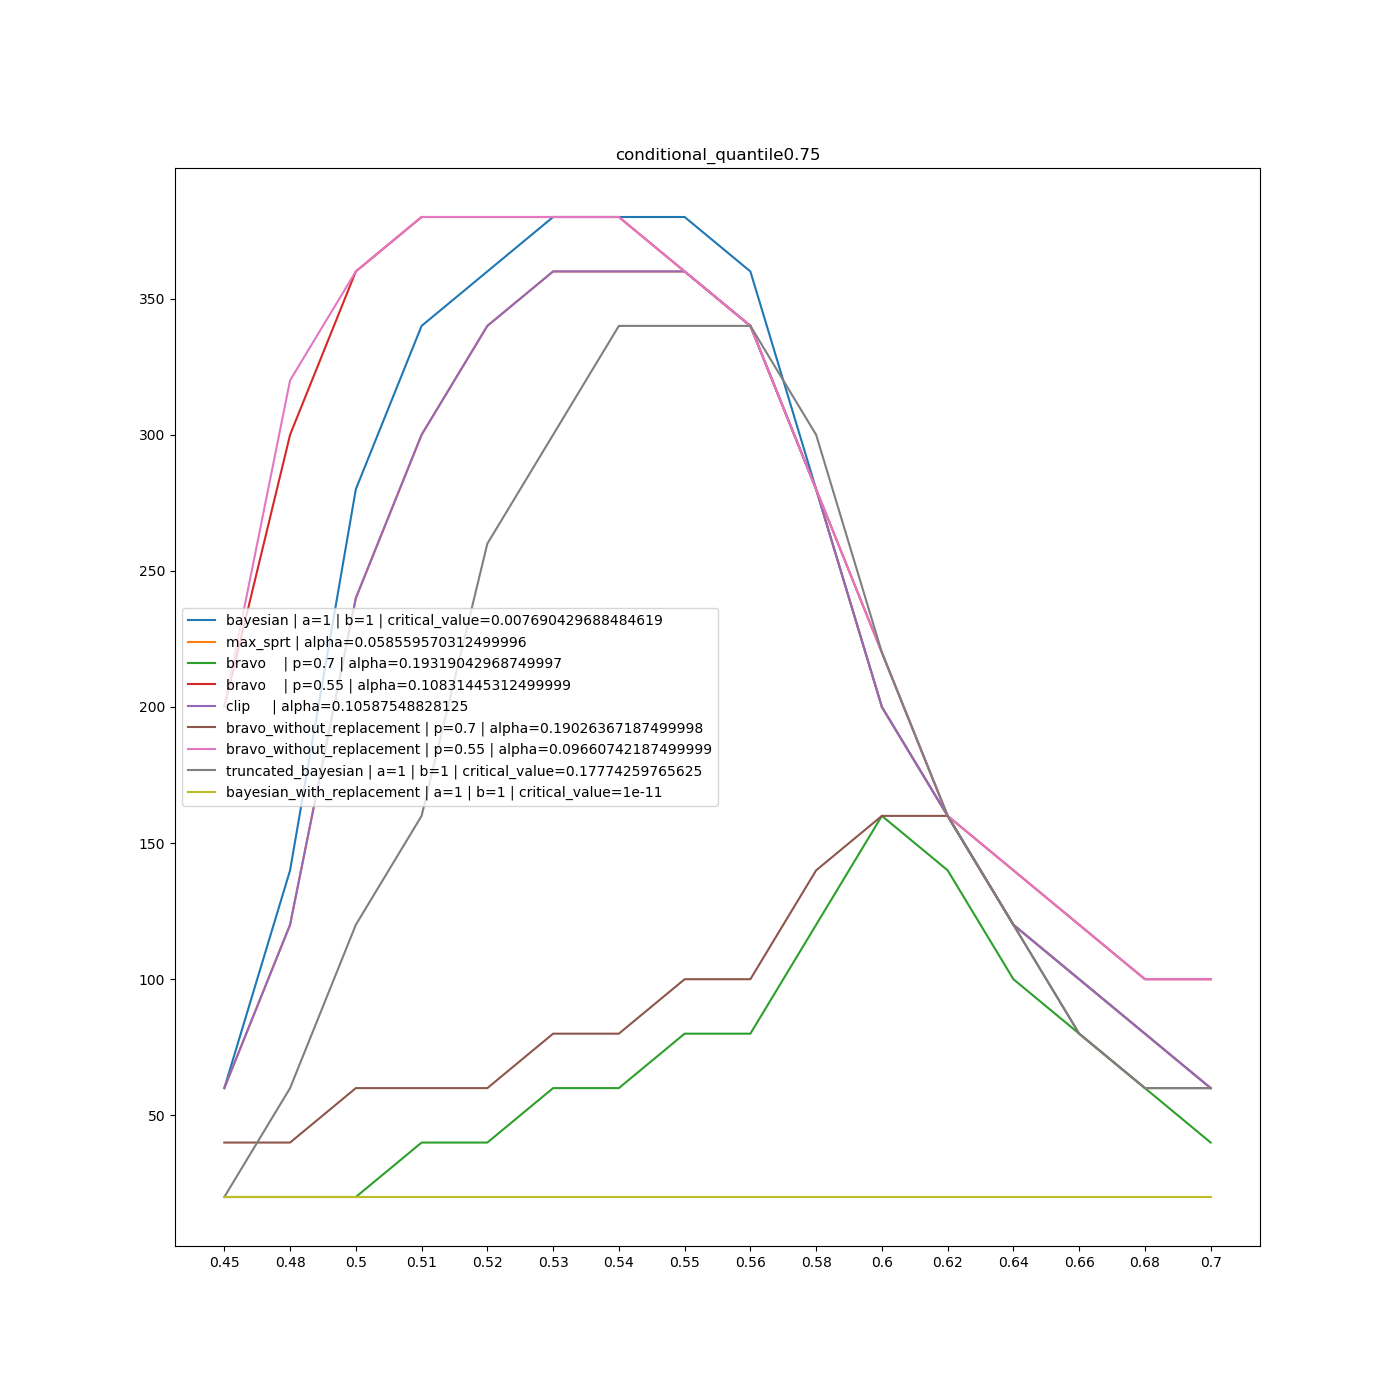 conditional_quantile0.75
350
300
250
200
150
100
50
bayesian | a=1 | b=1 | critical_value=0.007690429688484619
max_sprt | alpha=0.058559570312499996
bravo    | p=0.7 | alpha=0.19319042968749997
bravo    | p=0.55 | alpha=0.10831445312499999
clip     | alpha=0.10587548828125
bravo_without_replacement | p=0.7 | alpha=0.19026367187499998
bravo_without_replacement | p=0.55 | alpha=0.09660742187499999
truncated_bayesian | a=1 | b=1 | critical_value=0.17774259765625
bayesian_with_replacement | a=1 | b=1 | critical_value=1e-11
0.45 0.48 0.5 0.51 0.52 0.53 0.54 0.55 0.56 0.58 0.6 0.62 0.64 0.66 0.68 0.7